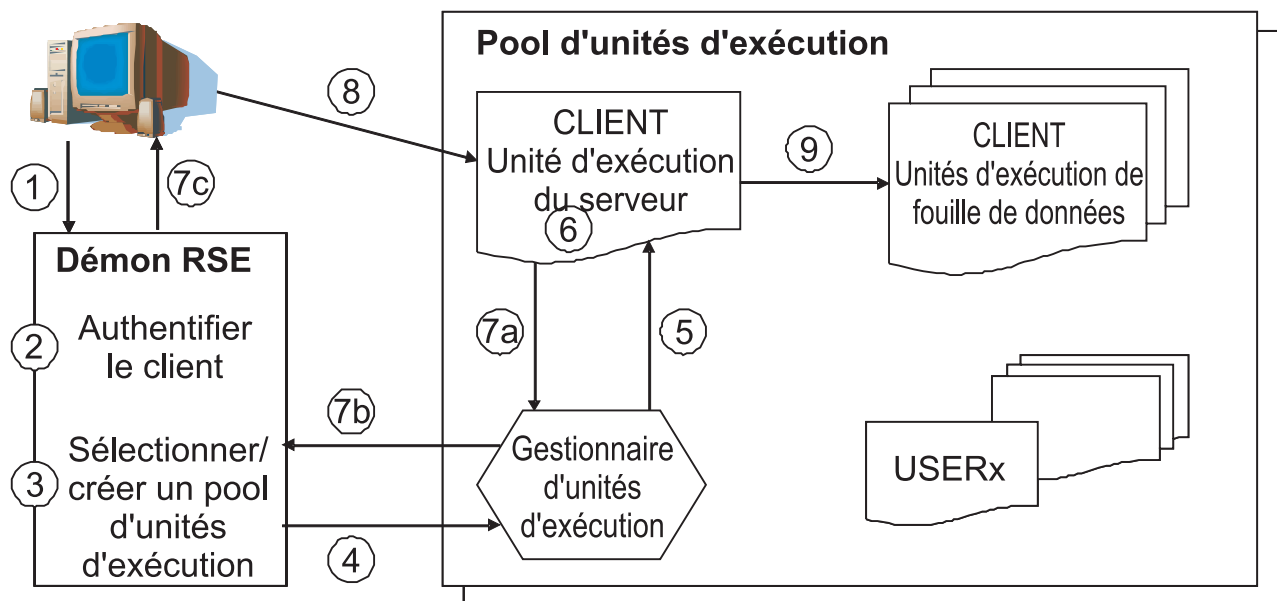 Pool d'unités d'exécution
8
CLIENT
Unité d'exécution
du serveur
6
9
CLIENT
Unités d'exécution de
fouille de données
1
7c
Démon RSE
2
Authentifier
le client
3
Sélectionner/
créer un pool
d'unités
d'exécution
7a
5
7b
4
Gestionnaire
d'unités
d'exécution
USERx